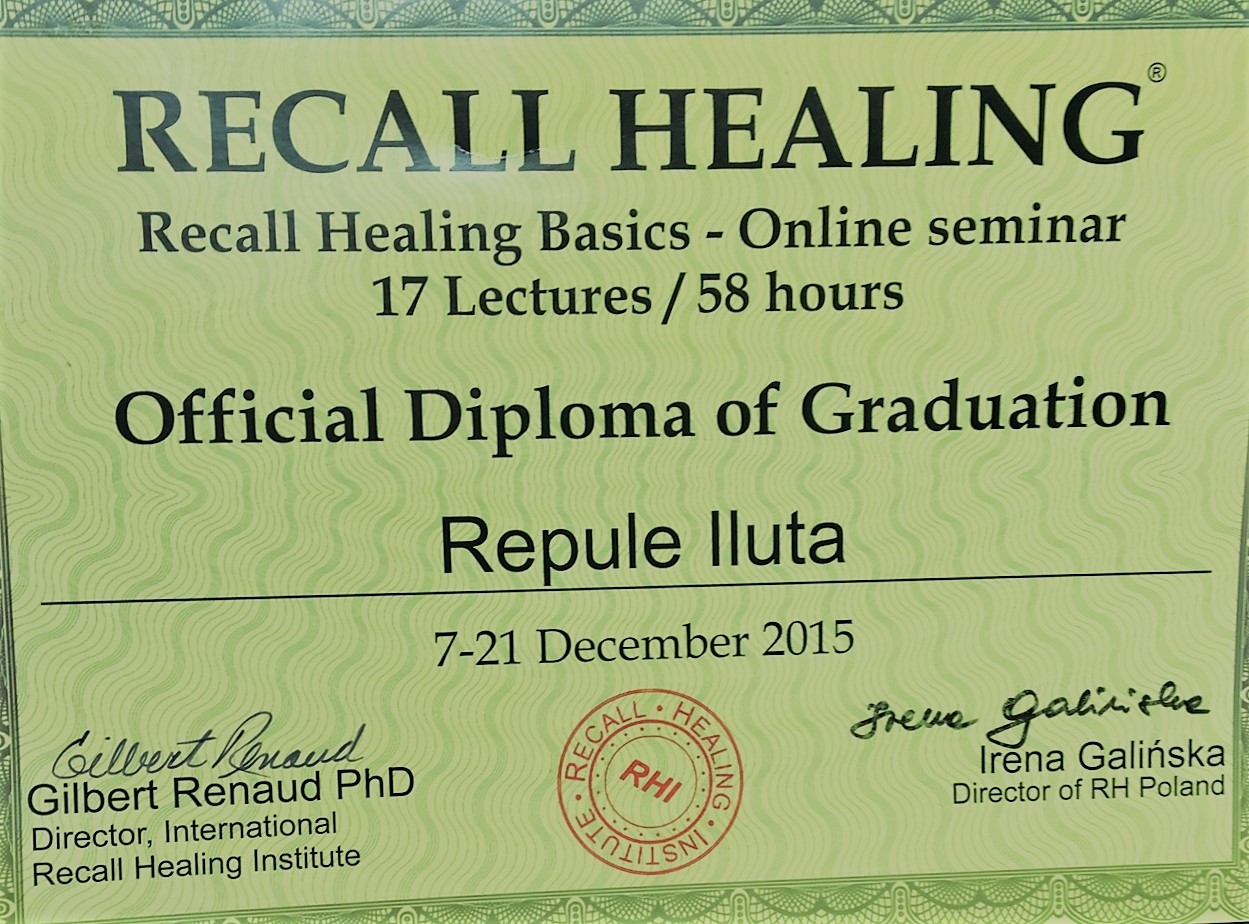 RECALL HEALING®
Recall Healing Basics - Online seminar
17 Lectures / 58 hours
Official Diploma of Graduation
Repule Iluta
7-21 December 2015
Gilbert Renaud
Gilbert Renaud PhD
Director, International
Recall Healing Institute
RECALL • HEALING • INSTITUTE •
RHI
Irena Galińska
Irena Galińska
Director of RH Poland